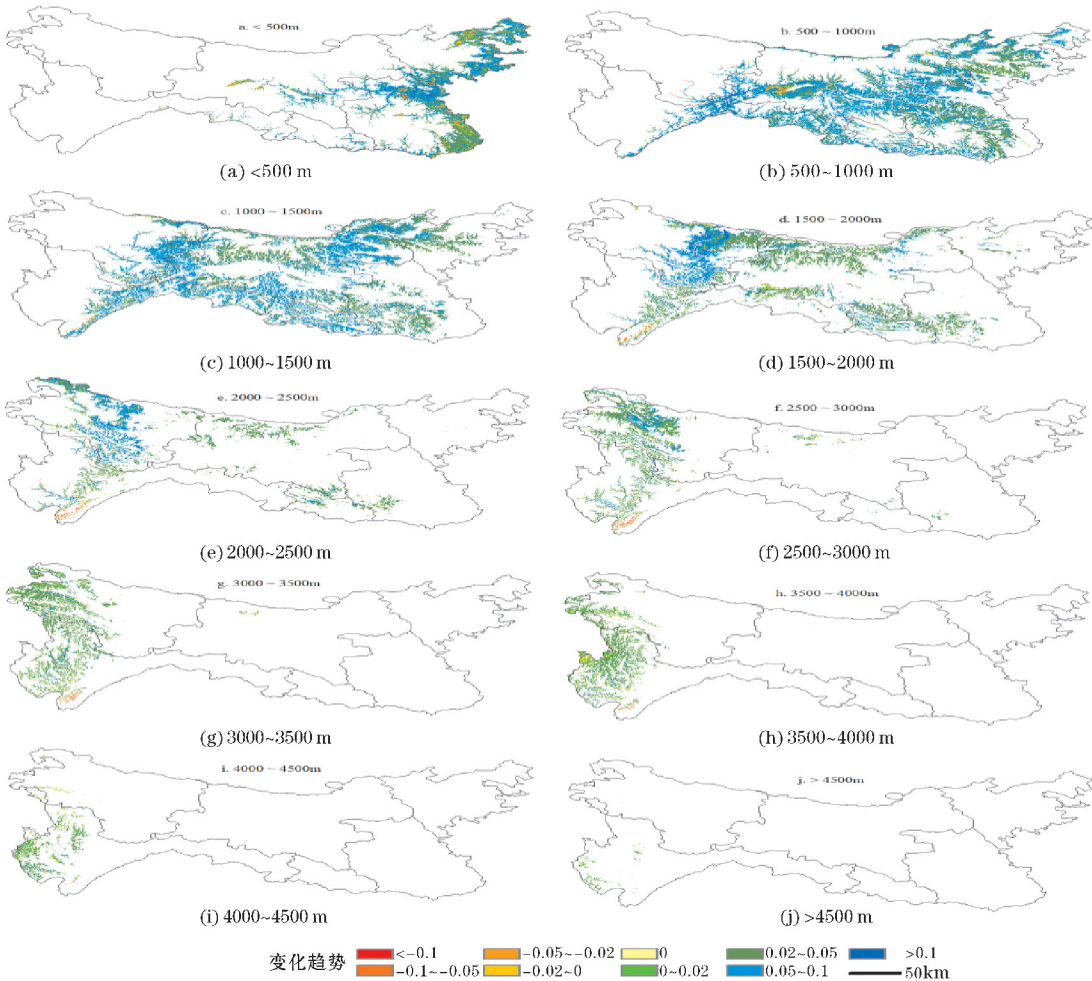 a. < 500m
b. 500 ~ 1000m
(a) <500 m
(b) 500~1000 m
c. 1000 ~ 1500m
d. 1500 ~ 2000m
(c) 1000~1500 m
(d) 1500~2000 m
e. 2000 ~ 2500m
f. 2500 ~ 3000m
(e) 2000~2500 m
(f) 2500~3000 m
g. 3000 ~ 3500m
h. 3500 ~ 4000m
(g) 3000~3500 m
(h) 3500~4000 m
i. 4000 ~ 4500m
j. > 4500m
(i) 4000~4500 m
(j) >4500 m
变化趋势
<-0.1 -0.05~-0.02 0 0.02~0.05 >0.1
-0.1~-0.05 -0.02~0 0~0.02 0.05~0.1 50km